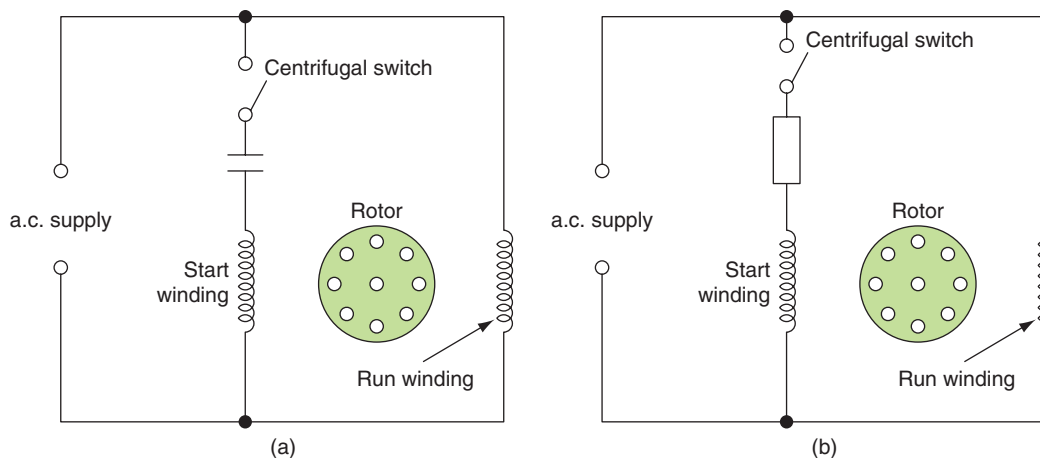 Centrifugal switch
a.c. supply
Rotor
Start
winding
Run winding
(a)
Centrifugal switch
a.c. supply
Rotor
Start
winding
Run winding
(b)